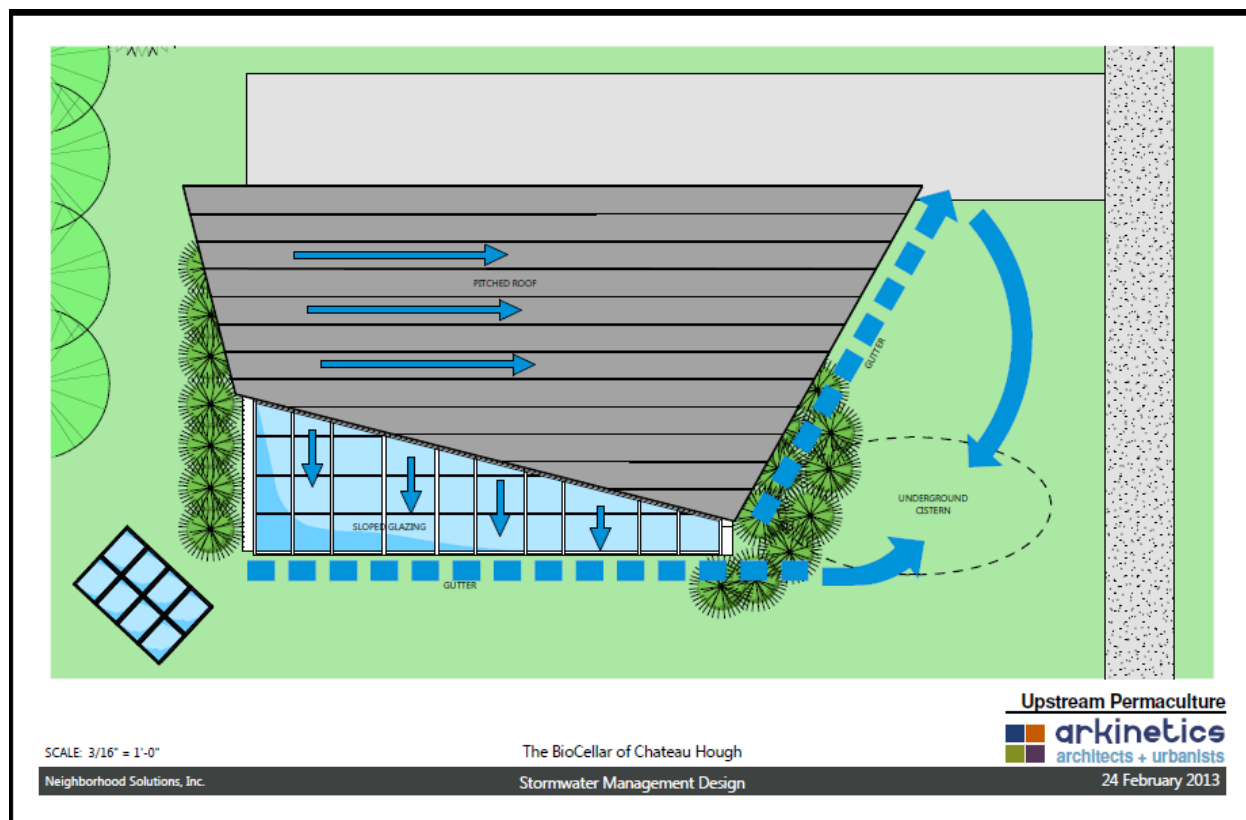 PITCHED ROOF
GUTTER
UNDERGROUND
CISTERN
SLOPED GLAZING
GUTTER
Upstream Permaculture
arkinetics
architects + urbanists
SCALE: 3/16" = 1'-0"
The BioCellar of Chateau Hough
Neighborhood Solutions, Inc.
Stormwater Management Design
24 February 2013